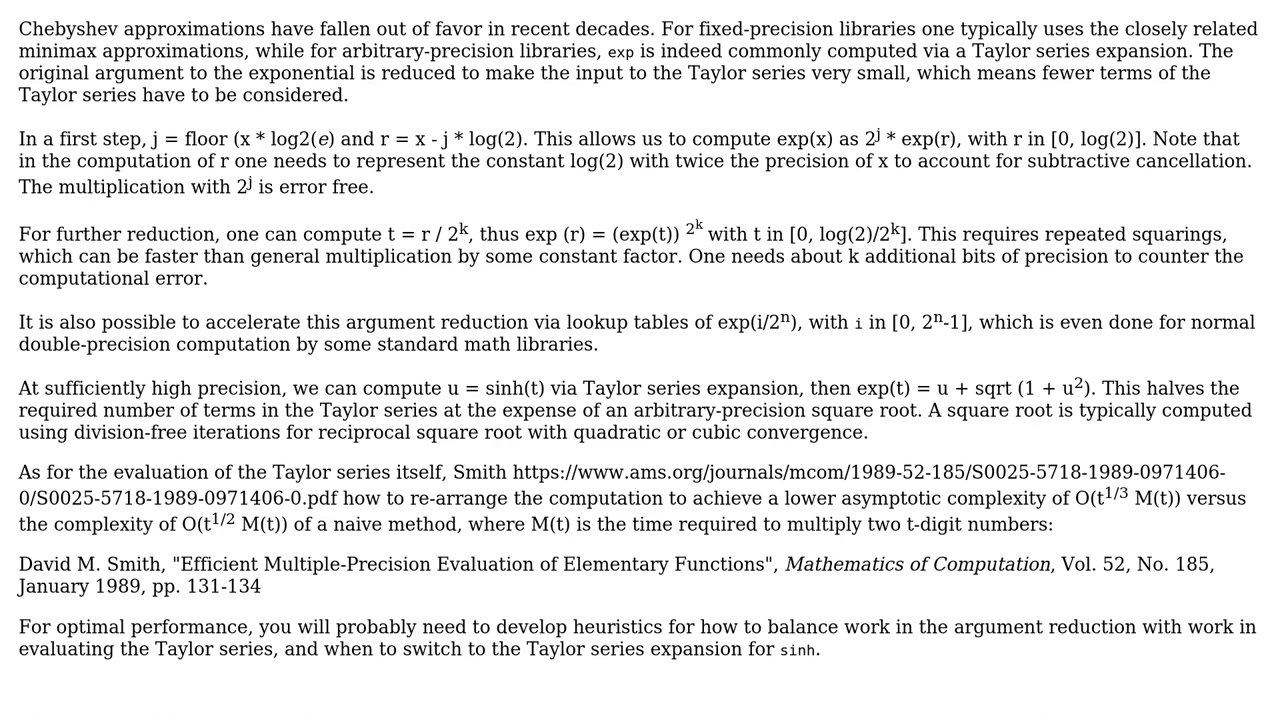 Chebyshev approximations have fallen out of favor in recent decades. For fixed-precision libraries one typically uses the closely related
minimax approximations, while for arbitrary-precision libraries, exp is indeed commonly computed via a Taylor series expansion. The
original argument to the exponential is reduced to make the input to the Taylor series very small, which means fewer terms of the
Taylor series have to be considered.
In a first step, j = floor (x * log2(e) and r = x - j * log(2). This allows us to compute exp(x) as 2^j * exp(r), with r in [0, log(2)]. Note that
in the computation of r one needs to represent the constant log(2) with twice the precision of x to account for subtractive cancellation.
The multiplication with 2^j is error free.
For further reduction, one can compute t = r / 2^k, thus exp (r) = (exp(t)) ^2^k with t in [0, log(2)/2^k]. This requires repeated squarings,
which can be faster than general multiplication by some constant factor. One needs about k additional bits of precision to counter the
computational error.
It is also possible to accelerate this argument reduction via lookup tables of exp(i/2^n), with i in [0, 2^n-1], which is even done for normal
double-precision computation by some standard math libraries.
At sufficiently high precision, we can compute u = sinh(t) via Taylor series expansion, then exp(t) = u + sqrt (1 + u^2). This halves the
required number of terms in the Taylor series at the expense of an arbitrary-precision square root. A square root is typically computed
using division-free iterations for reciprocal square root with quadratic or cubic convergence.
As for the evaluation of the Taylor series itself, Smith https://www.ams.org/journals/mcom/1989-52-185/S0025-5718-1989-0971406-
0/S0025-5718-1989-0971406-0.pdf how to re-arrange the computation to achieve a lower asymptotic complexity of O(t^1/3 M(t)) versus
the complexity of O(t^1/2 M(t)) of a naive method, where M(t) is the time required to multiply two t-digit numbers:
David M. Smith, "Efficient Multiple-Precision Evaluation of Elementary Functions", Mathematics of Computation, Vol. 52, No. 185,
January 1989, pp. 131-134
For optimal performance, you will probably need to develop heuristics for how to balance work in the argument reduction with work in
evaluating the Taylor series, and when to switch to the Taylor series expansion for sinh.